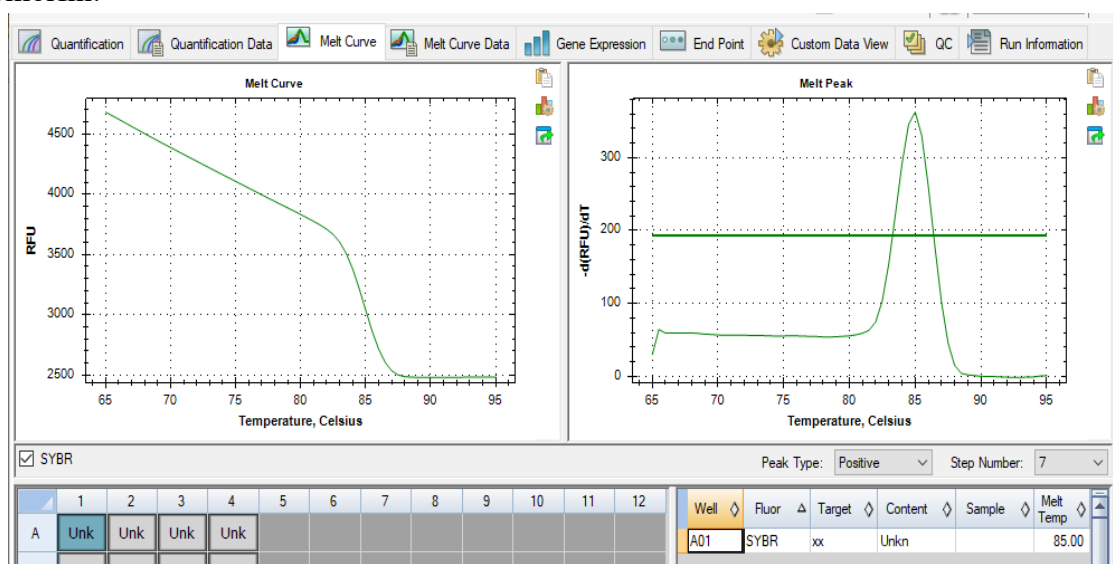 Quantification Quantification Data Melt Curve Melt Curve Data Gene Expression End Point Custom Data View QC Run Information
Melt Curve
4500
4000
3500
3000
2500
RFU
65 70 75 80 85 90 95
Temperature, Celsius
Melt Peak
300
200
100
0
-d(RFU)/dT
65 70 75 80 85 90 95
Temperature, Celsius
SYBR
Peak Type: Positive Step Number: 7
1 2 3 4 5 6 7 8 9 10 11 12
A Unk Unk Unk Unk
Well Fluor Target Content Sample Melt Temp
A01 SYBR xx Unkn 85.00